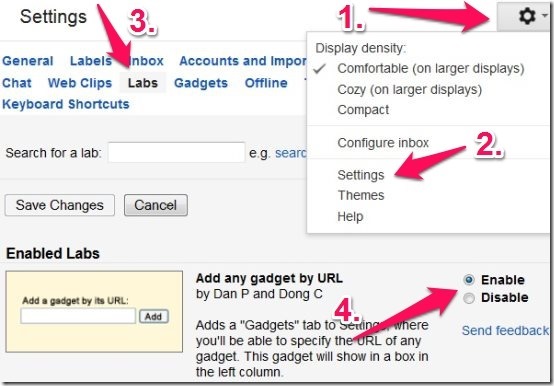 Settings
3.
1.
General Labels Inbox Accounts and Impor
Chat Web Clips Labs Gadgets Offline T
Keyboard Shortcuts
Display density:
Comfortable (on larger displays)
Cozy (on larger displays)
Compact
Configure inbox
2.
Settings
Themes
Help
Search for a lab:
e.g. searc
Save Changes Cancel
Enabled Labs
Add a gadget by its URL:
Add
Add any gadget by URL
by Dan P and Dong C
Adds a "Gadgets" tab to Settings, where
you'll be able to specify the URL of any
gadget. This gadget will show in a box in
the left column.
4.
Enable
Disable
Send feedback